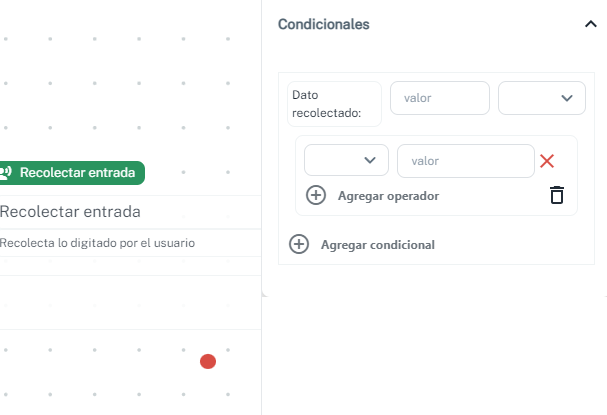 Condicionales
Dato
recolectado:
valor
Recolectar entrada
valor
Recolectar entrada
Agregar operador
Recolecta lo digitado por el usuario
Agregar condicional